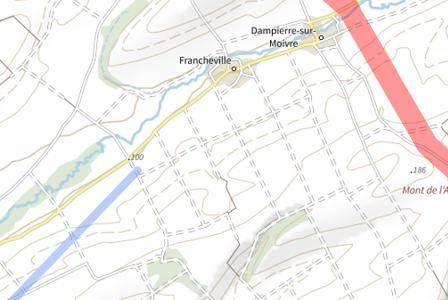 Dampierre-sur-
Moivre
Francheville
.100
.186
Mont de l'A